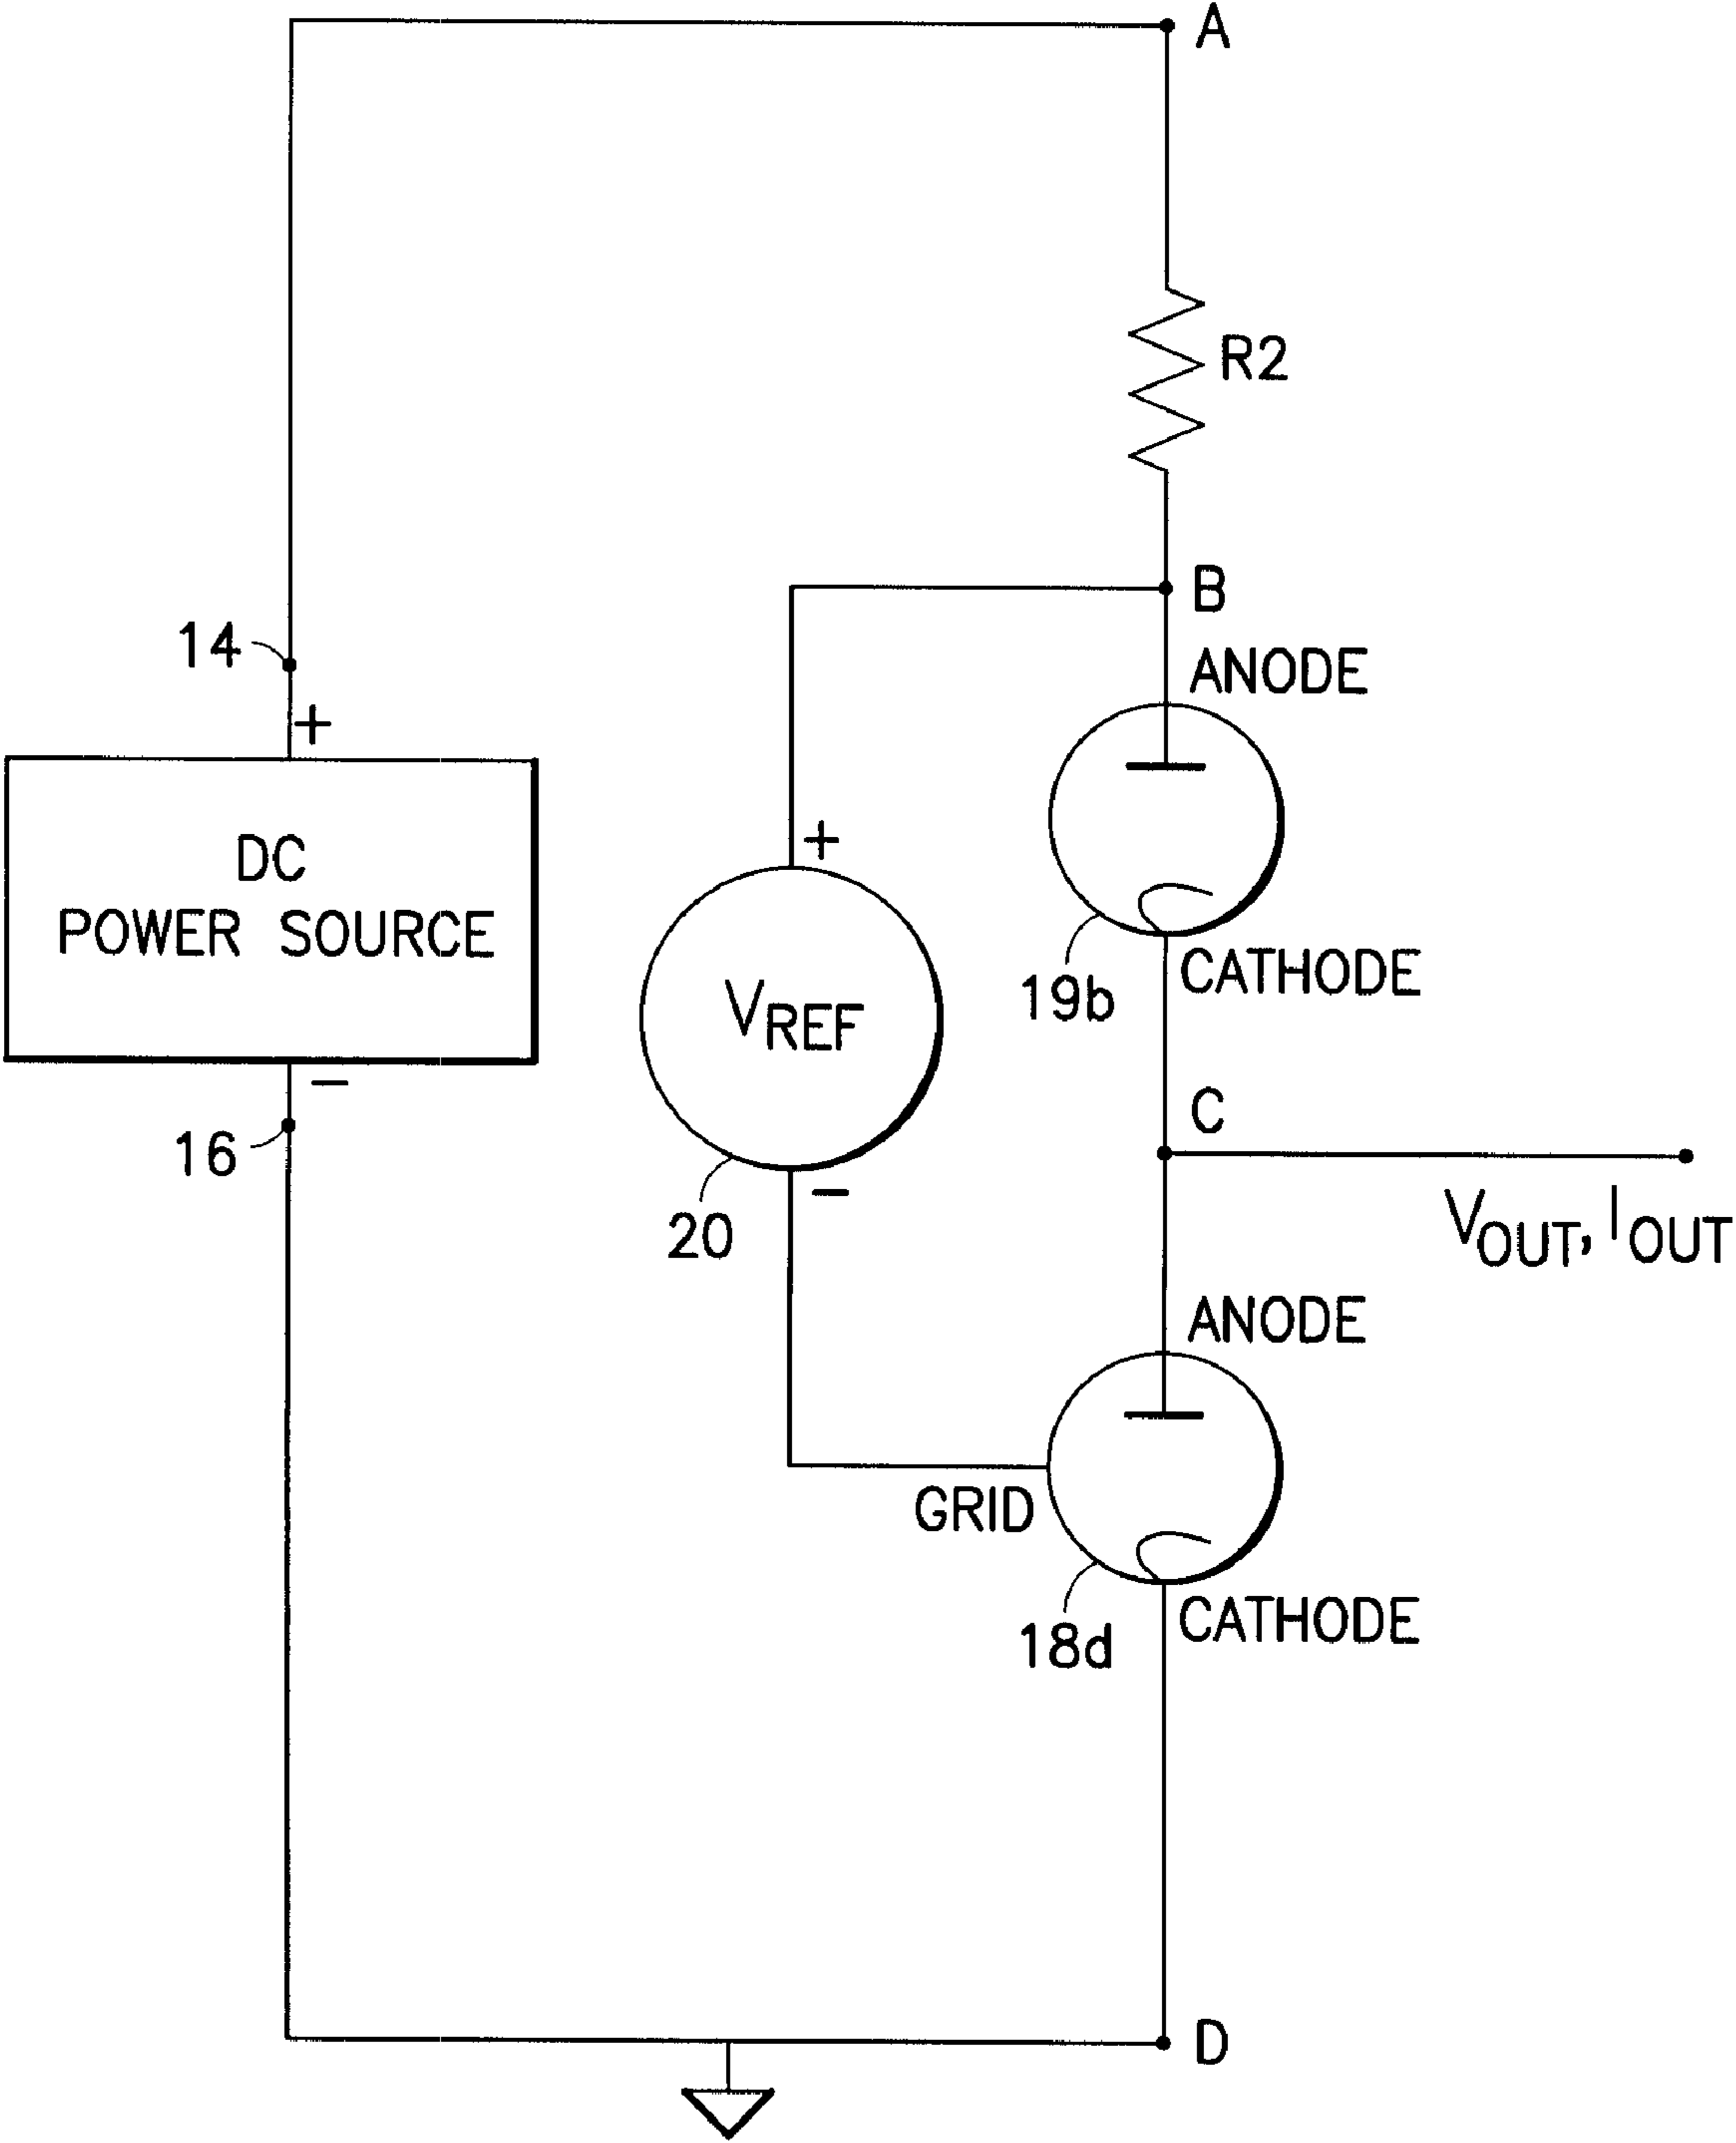 A
R2
B
14
ANODE
+
+
DC
POWER SOURCE
19b
CATHODE
VREF
−
16
C
−
20
VOUT, IOUT
ANODE
GRID
18d
CATHODE
D